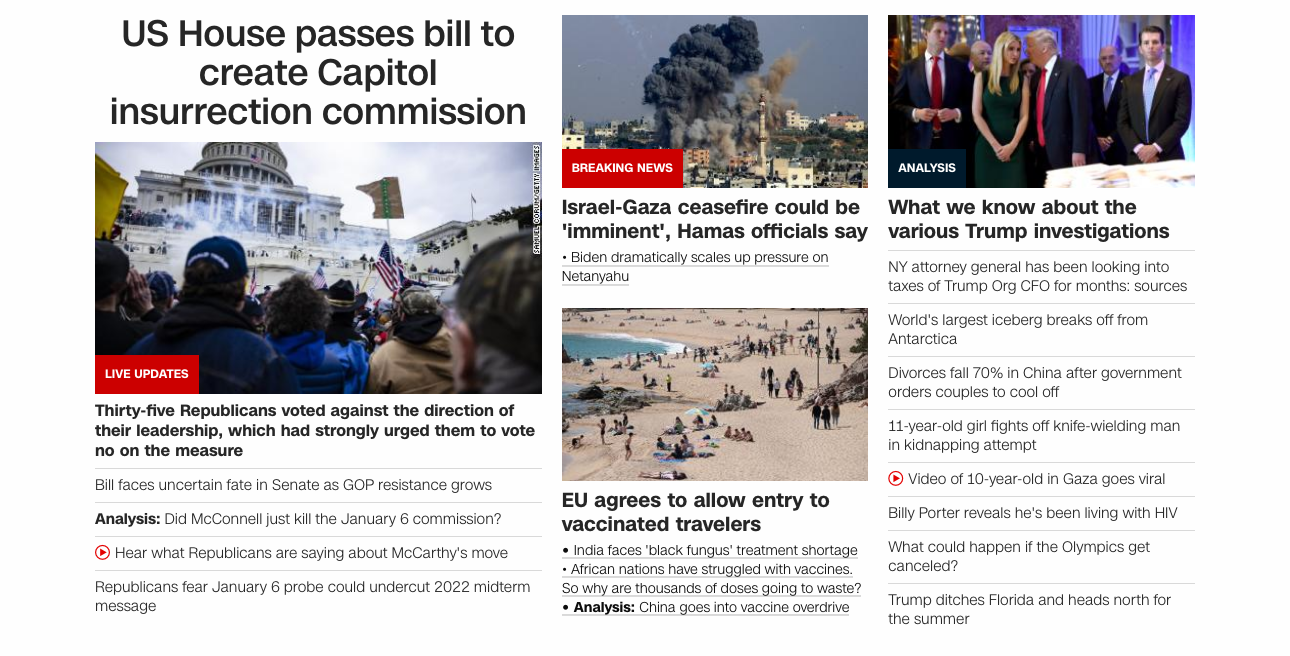 US House passes bill to
create Capitol
insurrection commission
SAMUEL CORUM/GETTY IMAGES
LIVE UPDATES
Thirty-five Republicans voted against the direction of
their leadership, which had strongly urged them to vote
no on the measure
Bill faces uncertain fate in Senate as GOP resistance grows
Analysis: Did McConnell just kill the January 6 commission?
Hear what Republicans are saying about McCarthy's move
Republicans fear January 6 probe could undercut 2022 midterm
message
BREAKING NEWS
Israel-Gaza ceasefire could be
'imminent', Hamas officials say
• Biden dramatically scales up pressure on
Netanyahu
EU agrees to allow entry to
vaccinated travelers
• India faces 'black fungus' treatment shortage
• African nations have struggled with vaccines.
So why are thousands of doses going to waste?
• Analysis: China goes into vaccine overdrive
ANALYSIS
What we know about the
various Trump investigations
NY attorney general has been looking into
taxes of Trump Org CFO for months: sources
World's largest iceberg breaks off from
Antarctica
Divorces fall 70% in China after government
orders couples to cool off
11-year-old girl fights off knife-wielding man
in kidnapping attempt
Video of 10-year-old in Gaza goes viral
Billy Porter reveals he's been living with HIV
What could happen if the Olympics get
canceled?
Trump ditches Florida and heads north for
the summer